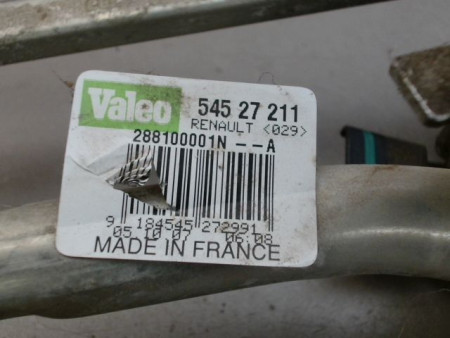 Valeo 545 27 211
RENAULT <029>
288100001N --A
9 184545 272991
05.10.07 06:08
MADE IN FRANCE